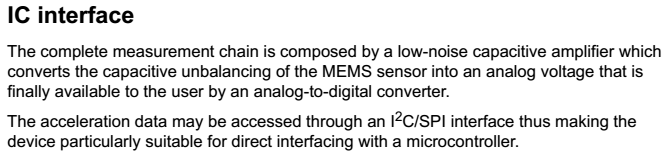 IC interface
The complete measurement chain is composed by a low-noise capacitive amplifier which
converts the capacitive unbalancing of the MEMS sensor into an analog voltage that is
finally available to the user by an analog-to-digital converter.
The acceleration data may be accessed through an I²C/SPI interface thus making the
device particularly suitable for direct interfacing with a microcontroller.